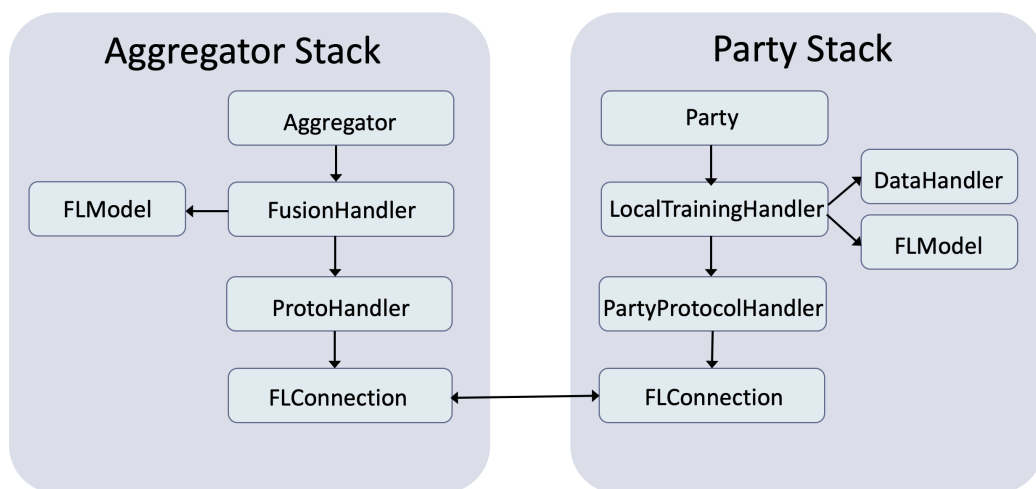 Aggregator Stack
Aggregator
FLModel
FusionHandler
ProtoHandler
FLConnection
Party Stack
Party
LocalTrainingHandler
DataHandler
FLModel
PartyProtocolHandler
FLConnection